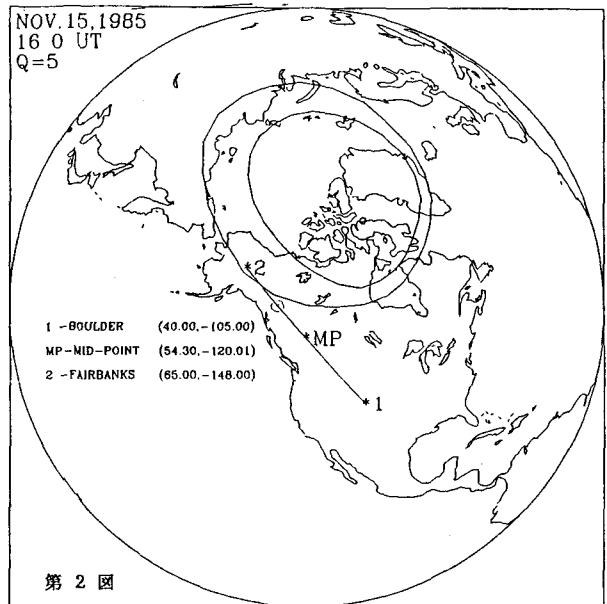 NOV.15,1985
16 0 UT
Q=5
*2
*MP
1 -BOULDER (40.00,-105.00)
MP-MID-POINT (54.30,-120.01)
2 -FAIRBANKS (65.00,-148.00)
*1
第 2 図